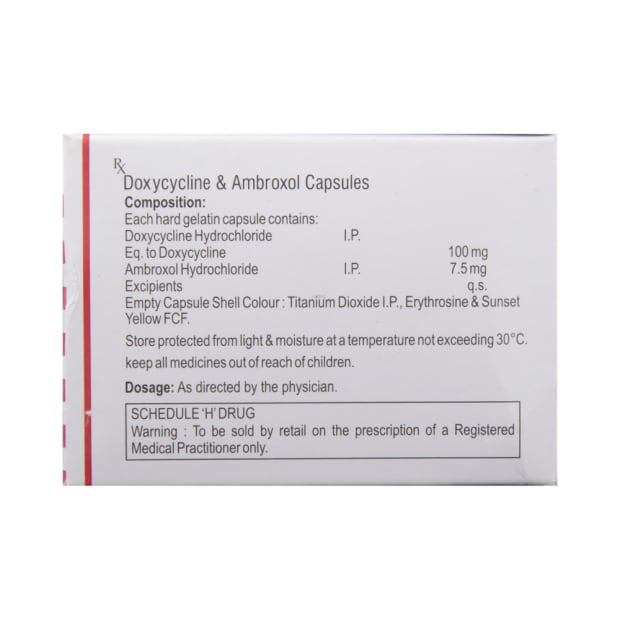 Rx
Doxycycline & Ambroxol Capsules
Composition:
Each hard gelatin capsule contains:
Doxycycline Hydrochloride I.P.
Eq. to Doxycycline 100 mg
Ambroxol Hydrochloride I.P. 7.5 mg
Excipients q.s.
Empty Capsule Shell Colour : Titanium Dioxide I.P., Erythrosine & Sunset
Yellow FCF.
Store protected from light & moisture at a temperature not exceeding 30°C.
keep all medicines out of reach of children.
Dosage: As directed by the physician.
SCHEDULE 'H' DRUG
Warning : To be sold by retail on the prescription of a Registered
Medical Practitioner only.